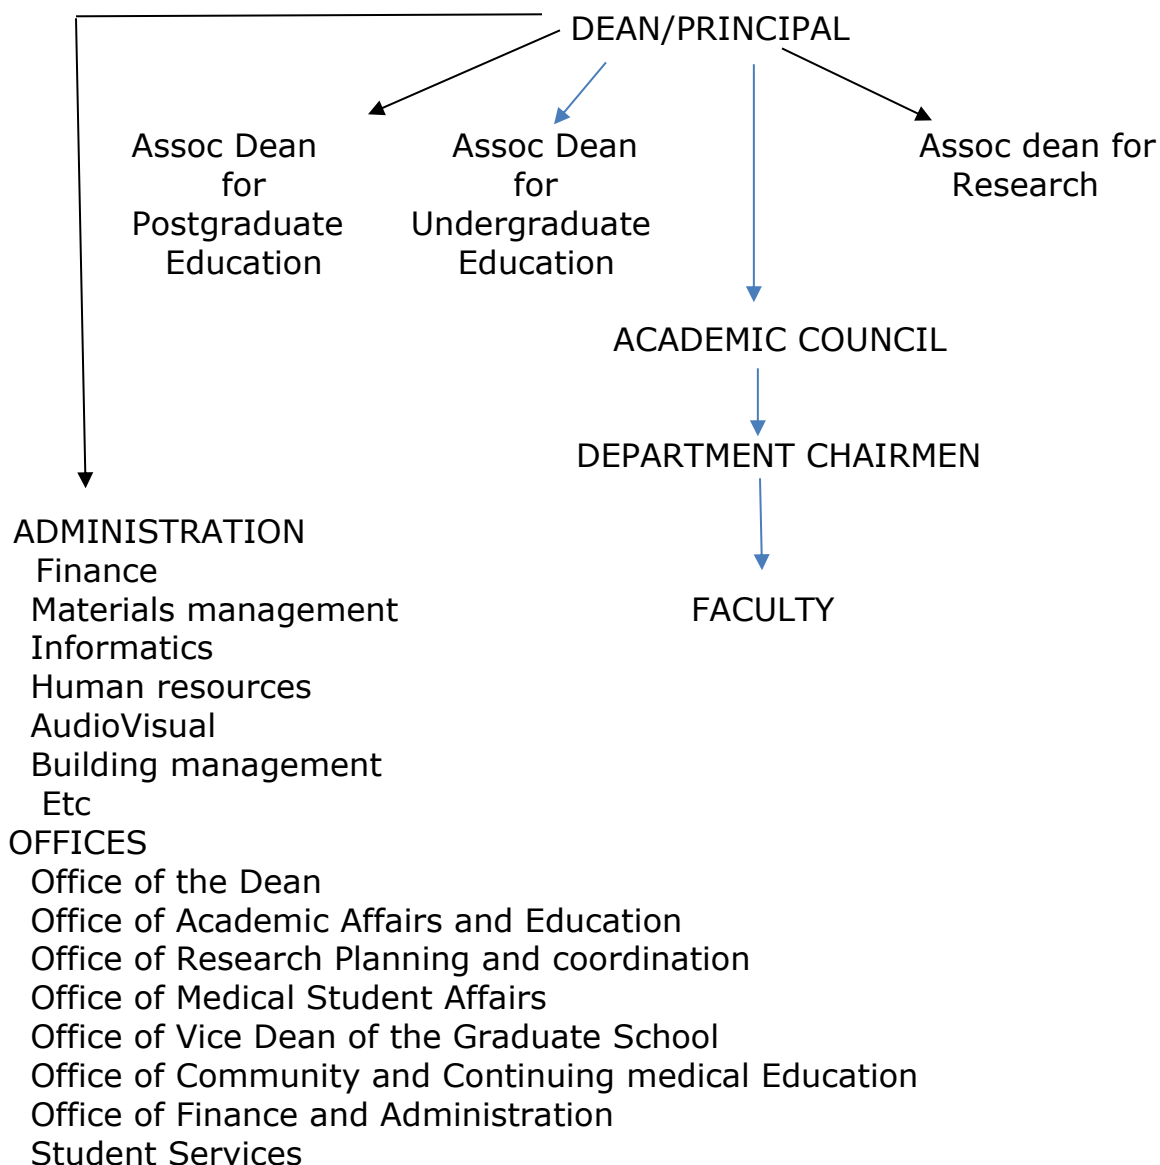 DEAN/PRINCIPAL
Assoc Dean
for
Postgraduate
Education
Assoc Dean
for
Undergraduate
Education
Assoc dean for
Research
ACADEMIC COUNCIL
DEPARTMENT CHAIRMEN
FACULTY
ADMINISTRATION
Finance
Materials management
Informatics
Human resources
AudioVisual
Building management
Etc
OFFICES
Office of the Dean
Office of Academic Affairs and Education
Office of Research Planning and coordination
Office of Medical Student Affairs
Office of Vice Dean of the Graduate School
Office of Community and Continuing medical Education
Office of Finance and Administration
Student Services